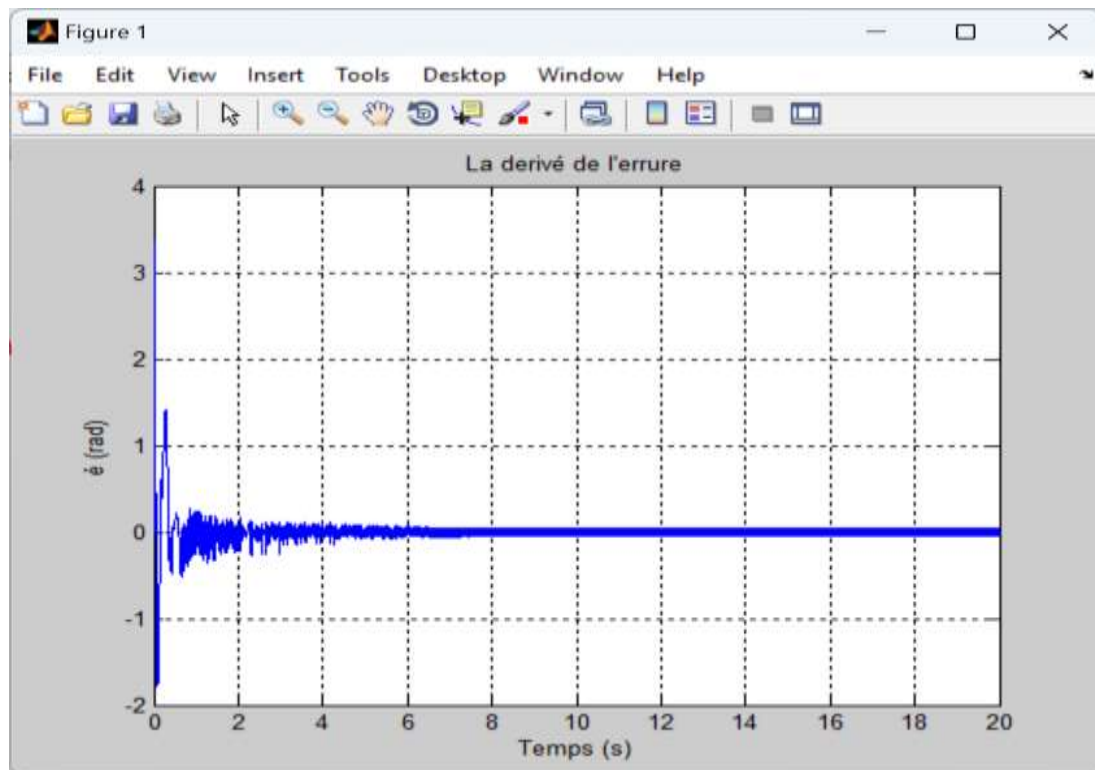 Figure 1
File Edit View Insert Tools Desktop Window Help
La derivé de l'errure
4
3
2
1
0
-1
-2
ė (rad)
0 2 4 6 8 10 12 14 16 18 20
Temps (s)